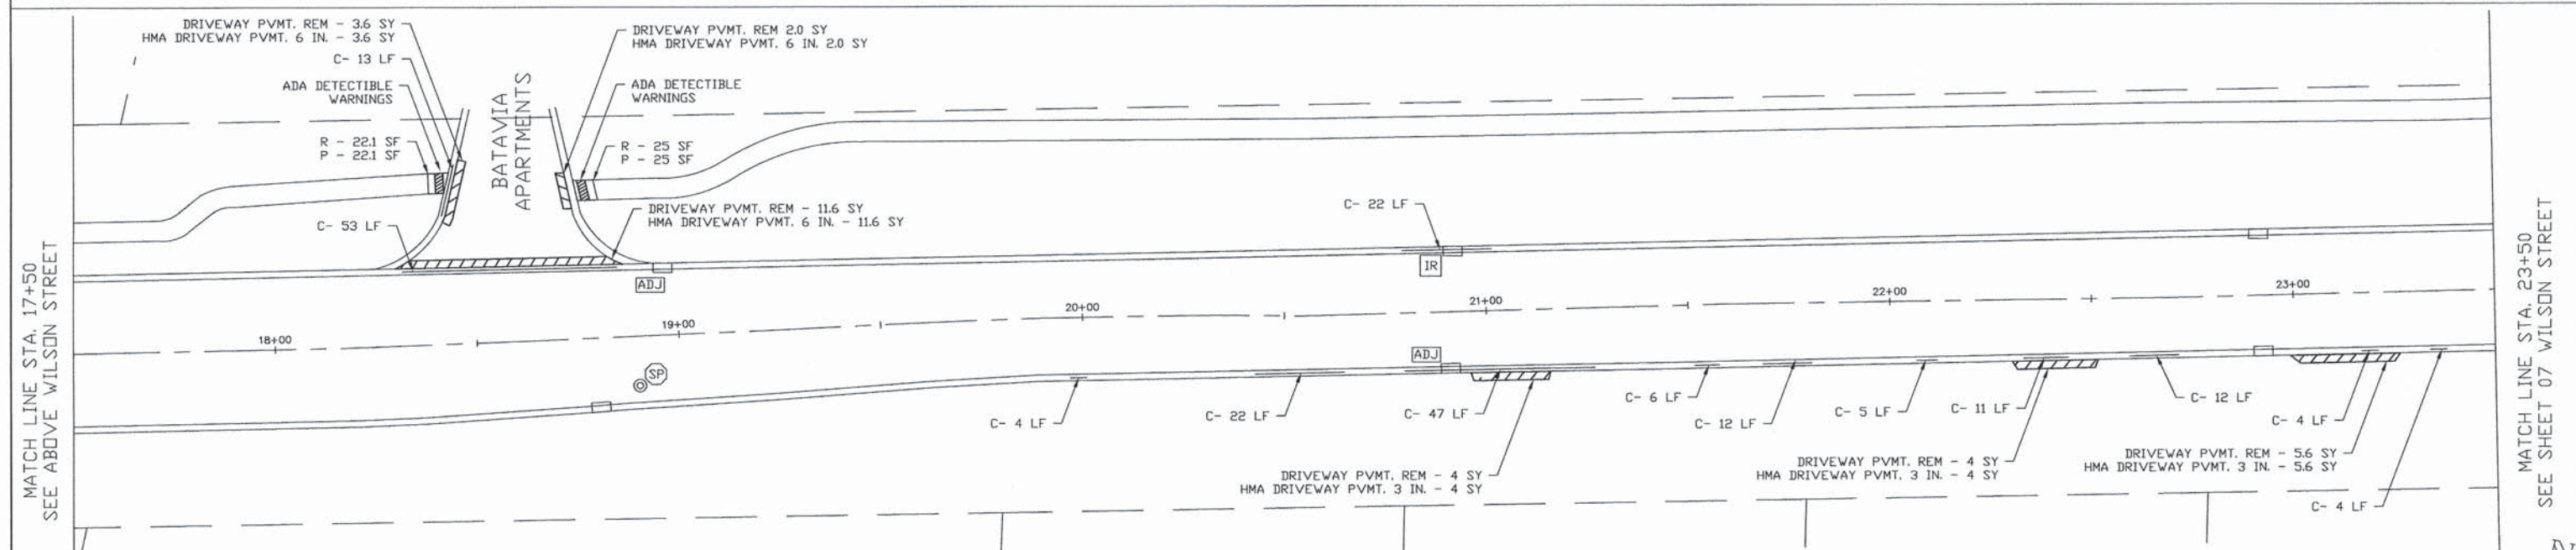 DRIVEWAY PVMT. REM - 3.6 SY
HMA DRIVEWAY PVMT. 6 IN. - 3.6 SY
C- 13 LF
ADA DETECTIBLE
WARNINGS
R - 22.1 SF
P - 22.1 SF
C- 53 LF
BATAVIA
APARTMENTS
DRIVEWAY PVMT. REM 2.0 SY
HMA DRIVEWAY PVMT. 6 IN. 2.0 SY
ADA DETECTIBLE
WARNINGS
R - 25 SF
P - 25 SF
DRIVEWAY PVMT. REM - 11.6 SY
HMA DRIVEWAY PVMT. 6 IN. - 11.6 SY
C- 22 LF
IR
ADJ
MATCH LINE STA. 17+50
SEE ABOVE WILSON STREET
18+00
19+00
20+00
21+00
22+00
23+00
SP
ADJ
C- 4 LF
C- 22 LF
C- 47 LF
C- 6 LF
C- 12 LF
C- 5 LF
C- 11 LF
C- 12 LF
C- 4 LF
DRIVEWAY PVMT. REM - 4 SY
HMA DRIVEWAY PVMT. 3 IN. - 4 SY
DRIVEWAY PVMT. REM - 4 SY
HMA DRIVEWAY PVMT. 3 IN. - 4 SY
DRIVEWAY PVMT. REM - 5.6 SY
HMA DRIVEWAY PVMT. 3 IN. - 5.6 SY
C- 4 LF
MATCH LINE STA. 23+50
SEE SHEET 07 WILSON STREET